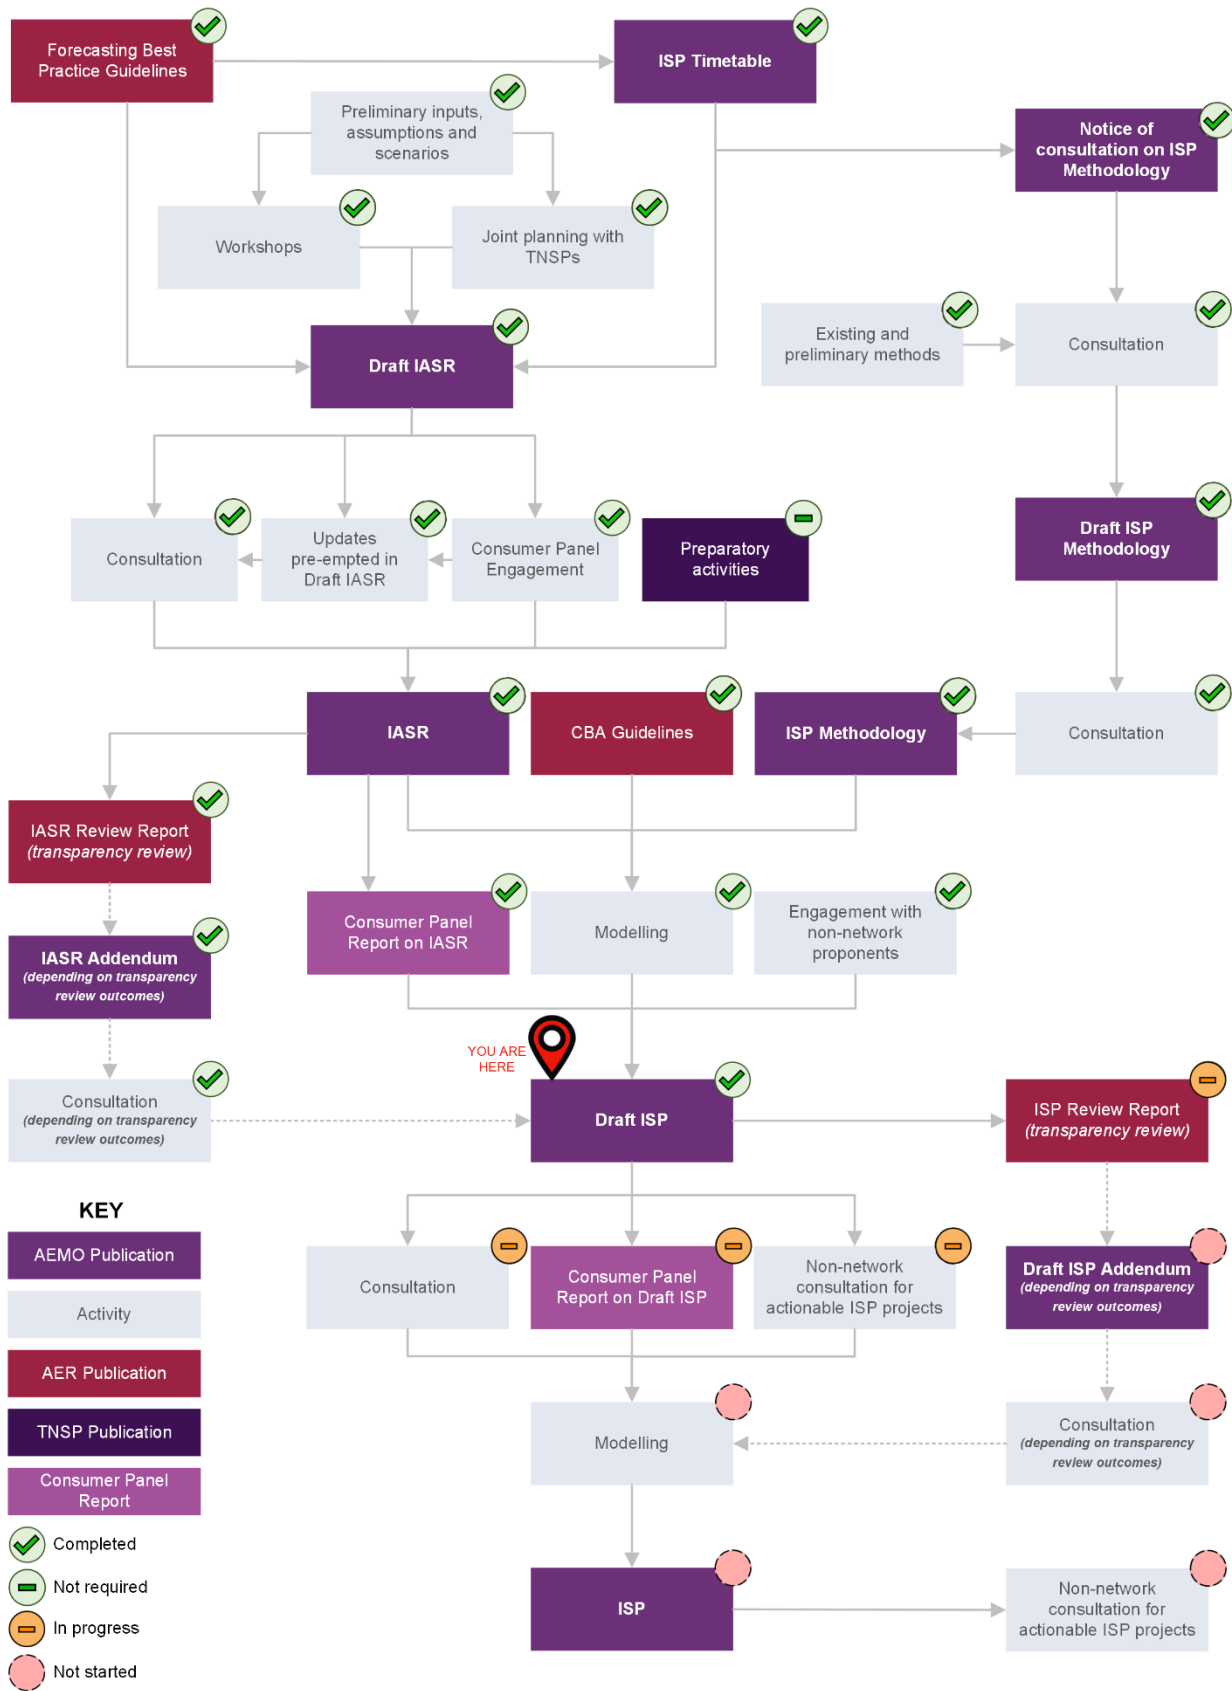 Forecasting Best
Practice Guidelines
ISP Timetable
Preliminary inputs,
assumptions and
scenarios
Notice of
consultation on ISP
Methodology
Workshops
Joint planning with
TNSPs
Existing and
preliminary methods
Consultation
Draft IASR
Consultation
Updates
pre-empted in
Draft IASR
Consumer Panel
Engagement
Preparatory
activities
Draft ISP
Methodology
IASR
CBA Guidelines
ISP Methodology
Consultation
IASR Review Report
(transparency review)
Consumer Panel
Report on IASR
Modelling
Engagement with
non-network
proponents
IASR Addendum
(depending on transparency
review outcomes)
YOU ARE
HERE
Consultation
(depending on transparency
review outcomes)
Draft ISP
ISP Review Report
(transparency review)
KEY
AEMO Publication
Activity
AER Publication
TNSP Publication
Consumer Panel
Report
Completed
Not required
In progress
Not started
Consultation
Consumer Panel
Report on Draft ISP
Non-network
consultation for
actionable ISP projects
Draft ISP Addendum
(depending on transparency
review outcomes)
Modelling
Consultation
(depending on transparency
review outcomes)
ISP
Non-network
consultation for
actionable ISP projects